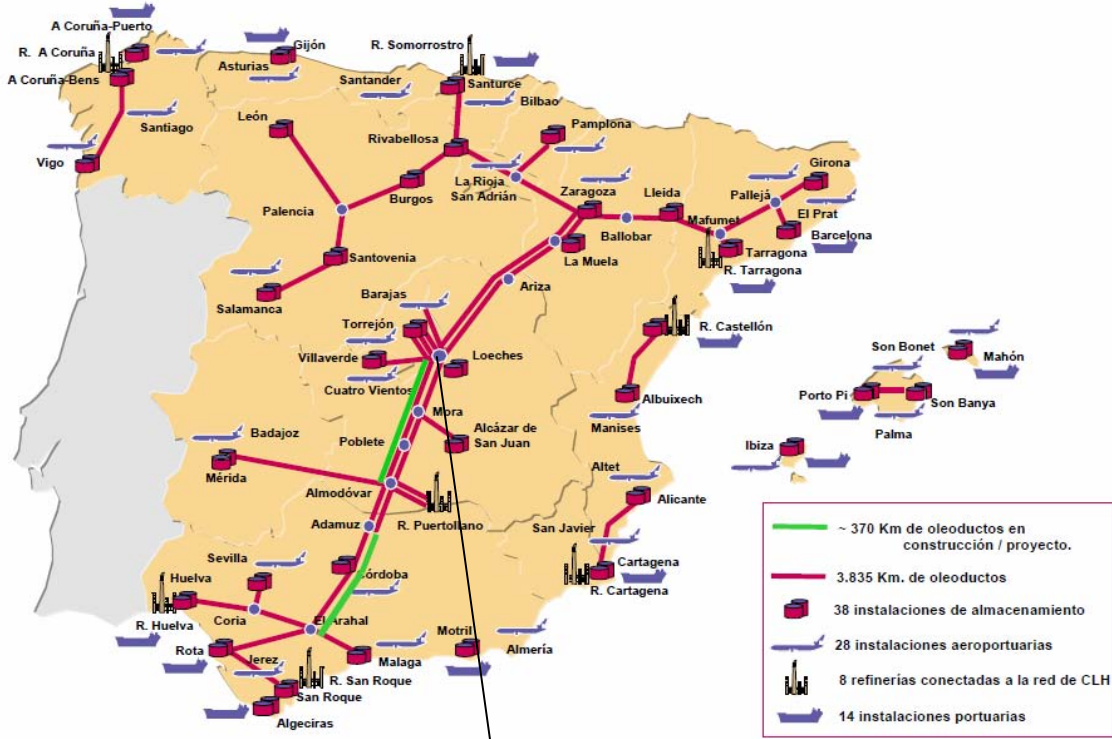 A Coruña-Puerto
R. A Coruña
A Coruña-Bens
Gijón
Asturias
R. Somorrostro
Santander
Santurce
Bilbao
Santiago
León
Rivabellosa
Pamplona
Vigo
La Rioja
San Adrián
Zaragoza
Lleida
Girona
Pallejá
Palencia
Burgos
Mafumet
El Prat
Ballobar
Barcelona
Tarragona
La Muela
R. Tarragona
Santovenia
Ariza
Salamanca
Barajas
Torrejón
R. Castellón
Villaverde
Loeches
Son Bonet
Mahón
Cuatro Vientos
Porto Pi
Son Banya
Albuixech
Mora
Manises
Palma
Badajoz
Poblete
Alcázar de
San Juan
Ibiza
Altet
Mérida
Almodóvar
Alicante
Adamuz
R. Puertollano
San Javier
Sevilla
Cartagena
Huelva
Córdoba
R. Cartagena
Coria
El Arahal
R. Huelva
Motril
Almería
Rota
Jerez
Malaga
R. San Roque
San Roque
Algeciras
~ 370 Km de oleoductos en
construcción / proyecto.
3.835 Km. de oleoductos
38 instalaciones de almacenamiento
28 instalaciones aeroportuarias
8 refinerías conectadas a la red de CLH
14 instalaciones portuarias